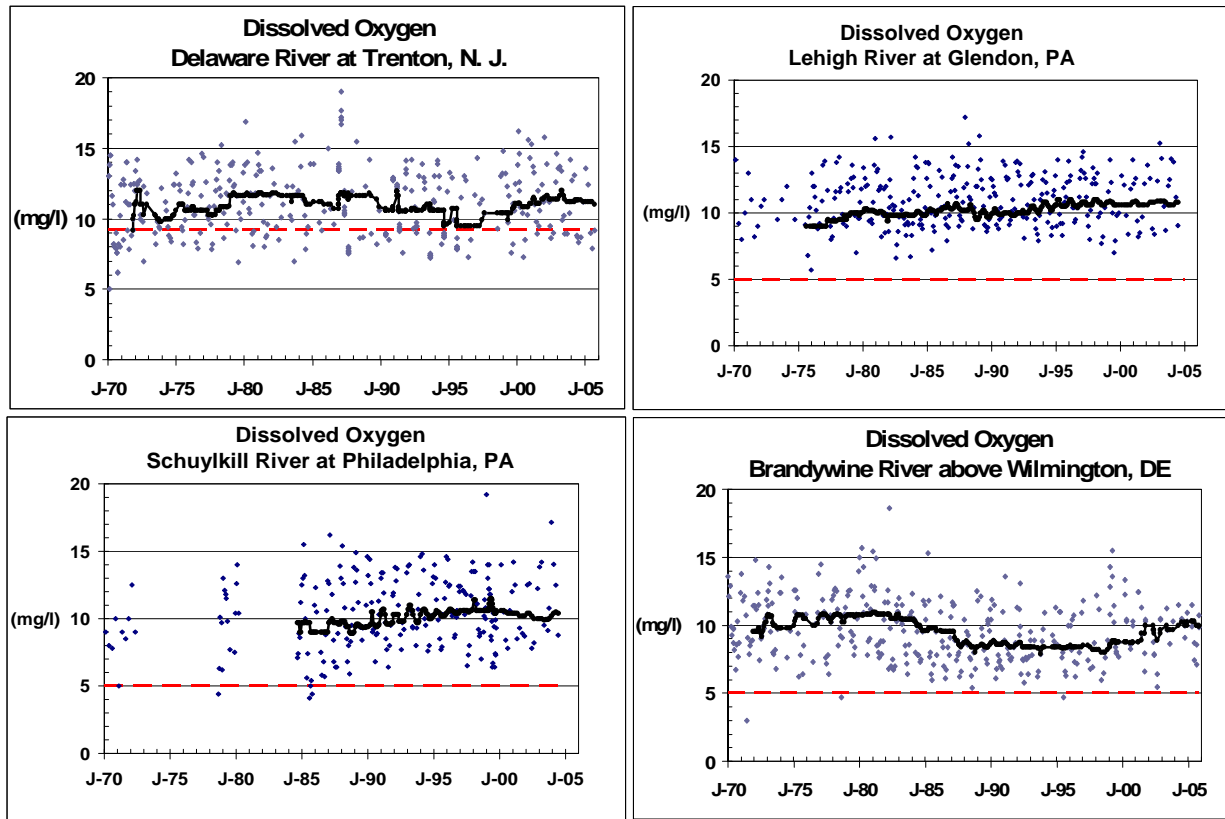 Dissolved Oxygen
Delaware River at Trenton, N. J.
20
15
(mg/l)
10
5
0
J-70 J-75 J-80 J-85 J-90 J-95 J-00 J-05
Dissolved Oxygen
Lehigh River at Glendon, PA
20
15
(mg/l)
10
5
0
J-70 J-75 J-80 J-85 J-90 J-95 J-00 J-05
Dissolved Oxygen
Schuylkill River at Philadelphia, PA
20
15
(mg/l)
10
5
0
J-70 J-75 J-80 J-85 J-90 J-95 J-00 J-05
Dissolved Oxygen
Brandywine River above Wilmington, DE
20
15
(mg/l)
10
5
0
J-70 J-75 J-80 J-85 J-90 J-95 J-00 J-05